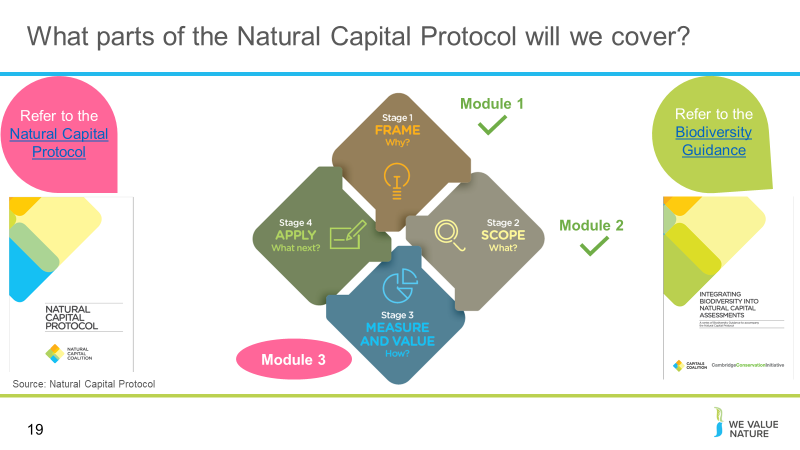 What parts of the Natural Capital Protocol will we cover?
Refer to the
Natural Capital
Protocol
Module 1
Refer to the
Biodiversity
Guidance
Stage 1
FRAME
Why?
Stage 4
APPLY
What next?
Stage 2
SCOPE
What?
Module 2
Stage 3
MEASURE
AND VALUE
How?
Module 3
NATURAL
CAPITAL
PROTOCOL
NATURAL
CAPITAL
COALITION
INTEGRATING
BIODIVERSITY INTO
NATURAL CAPITAL
ASSESSMENTS
CAPITALS
COALITION
CambridgeConservationInitiative
Source: Natural Capital Protocol
19
WE VALUE
NATURE